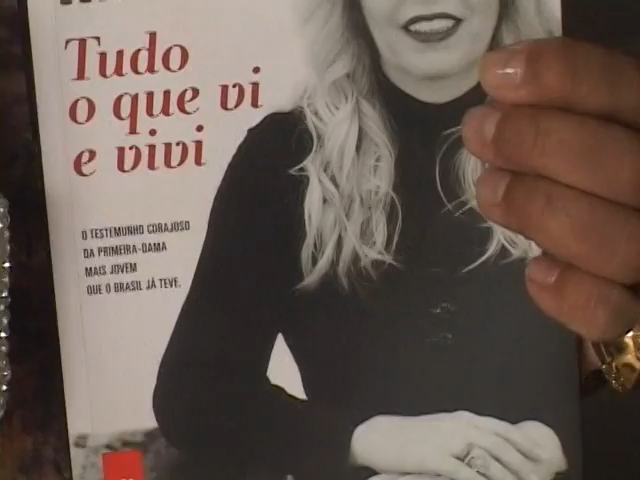 Tudo
o que vi
e vivi
O TESTEMUNHO CORAJOSO
DA PRIMEIRA-DAMA
MAIS JOVEM
QUE O BRASIL JÁ TEVE.